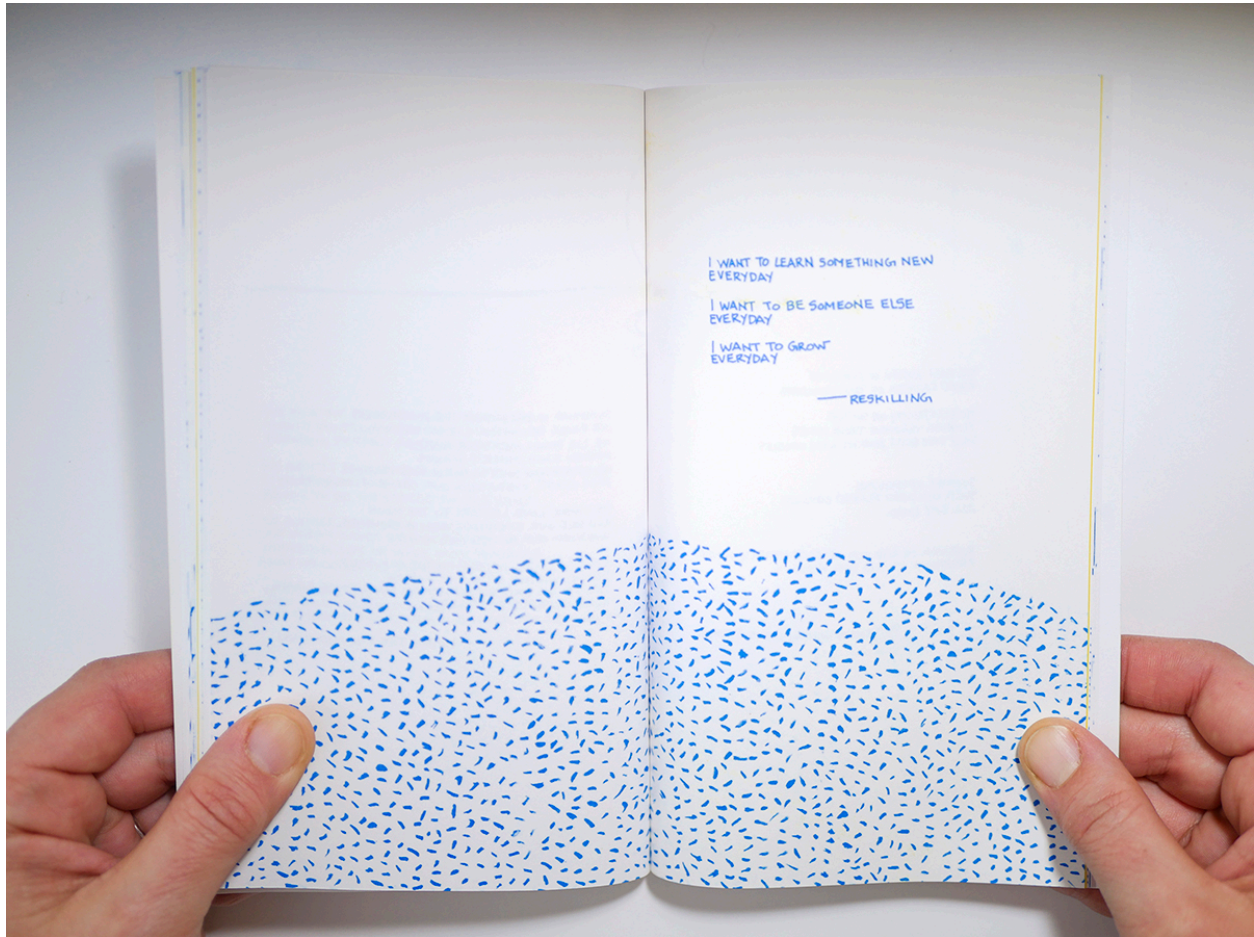 I WANT TO LEARN SOMETHING NEW
EVERYDAY
I WANT TO BE SOMEONE ELSE
EVERYDAY
I WANT TO GROW
EVERYDAY
— RESKILLING